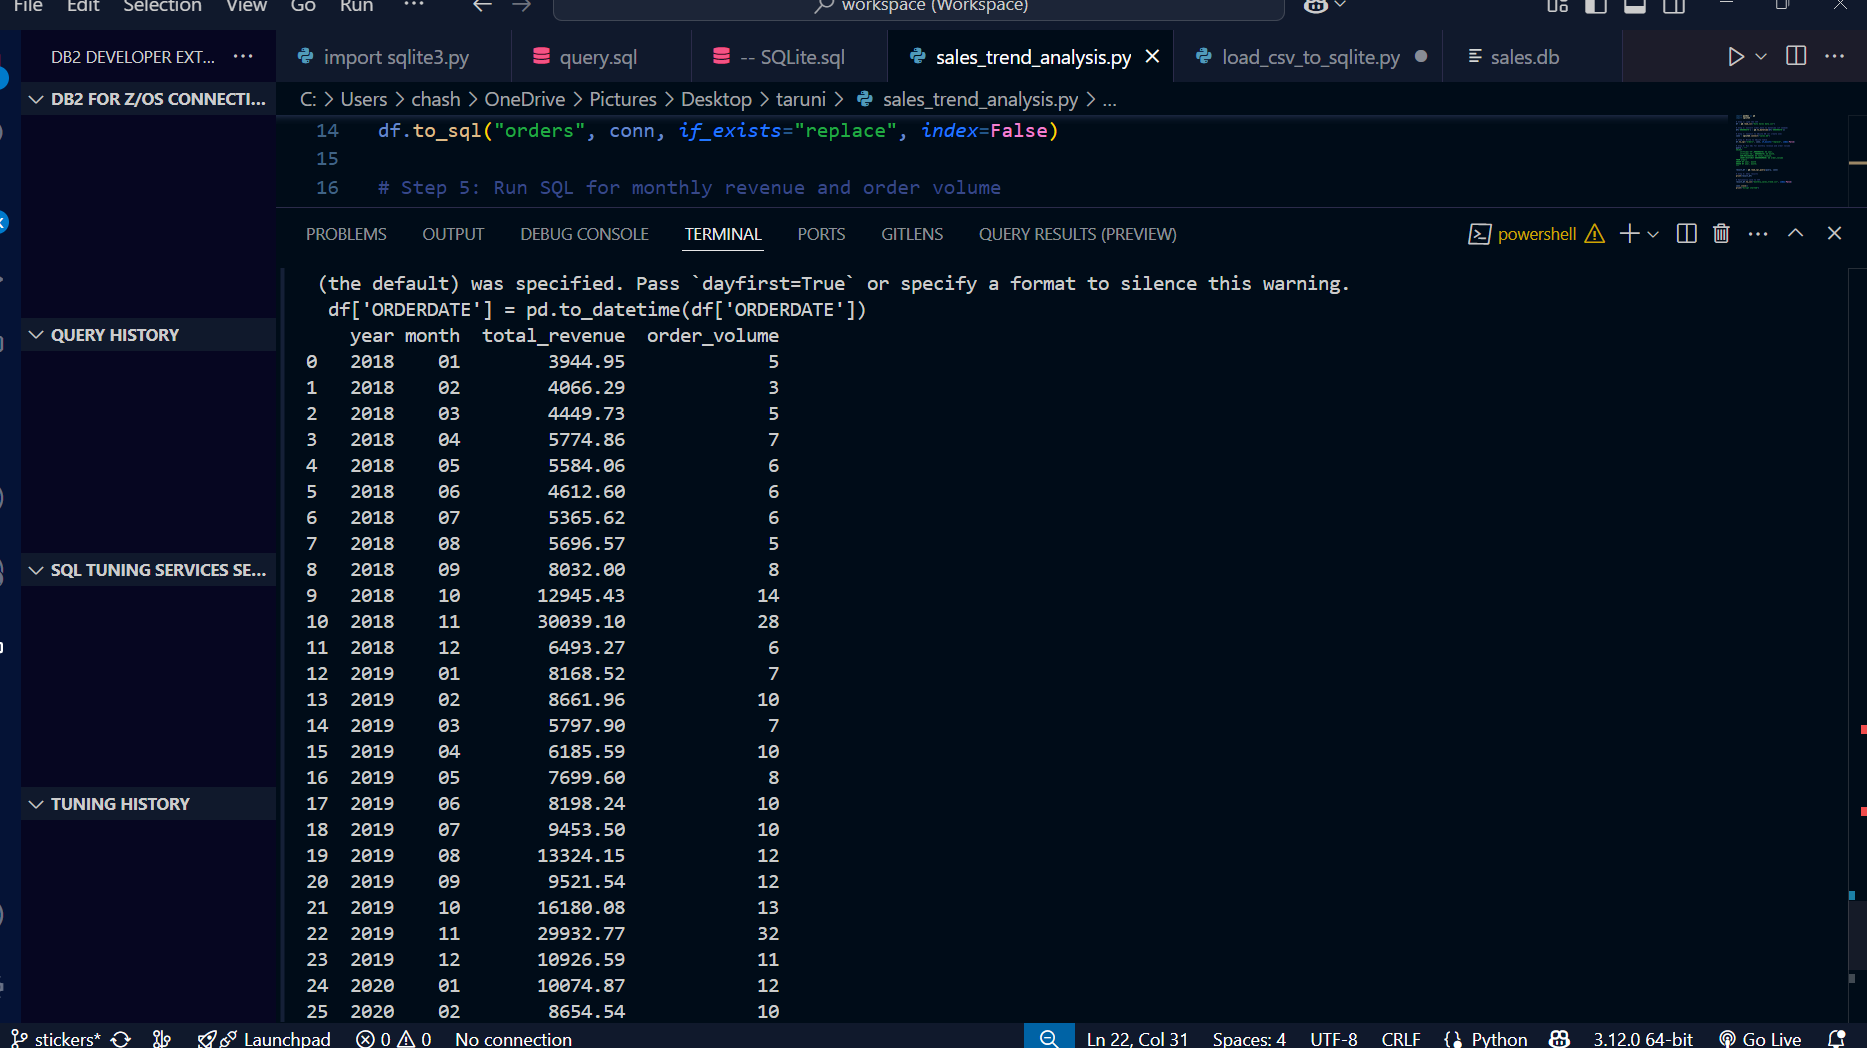 File Edit Selection View Go Run ··· ← → workspace (Workspace)
DB2 DEVELOPER EXT... ··· import sqlite3.py query.sql -- SQLite.sql sales_trend_analysis.py load_csv_to_sqlite.py sales.db ···
DB2 FOR Z/OS CONNECTI...
C: > Users > chash > OneDrive > Pictures > Desktop > taruni > sales_trend_analysis.py > ...
14 df.to_sql("orders", conn, if_exists="replace", index=False)
15
16 # Step 5: Run SQL for monthly revenue and order volume
PROBLEMS OUTPUT DEBUG CONSOLE TERMINAL PORTS GITLENS QUERY RESULTS (PREVIEW) powershell ···
(the default) was specified. Pass `dayfirst=True` or specify a format to silence this warning.
df['ORDERDATE'] = pd.to_datetime(df['ORDERDATE'])
year month total_revenue order_volume
0 2018 01 3944.95 5
1 2018 02 4066.29 3
2 2018 03 4449.73 5
3 2018 04 5774.86 7
4 2018 05 5584.06 6
5 2018 06 4612.60 6
6 2018 07 5365.62 6
7 2018 08 5696.57 5
8 2018 09 8032.00 8
9 2018 10 12945.43 14
10 2018 11 30039.10 28
11 2018 12 6493.27 6
12 2019 01 8168.52 7
13 2019 02 8661.96 10
14 2019 03 5797.90 7
15 2019 04 6185.59 10
16 2019 05 7699.60 8
17 2019 06 8198.24 10
18 2019 07 9453.50 10
19 2019 08 13324.15 12
20 2019 09 9521.54 12
21 2019 10 16180.08 13
22 2019 11 29932.77 32
23 2019 12 10926.59 11
24 2020 01 10074.87 12
25 2020 02 8654.54 10
QUERY HISTORY
SQL TUNING SERVICES SE...
TUNING HISTORY
stickers* Launchpad 0 0 No connection Ln 22, Col 31 Spaces: 4 UTF-8 CRLF Python 3.12.0 64-bit Go Live